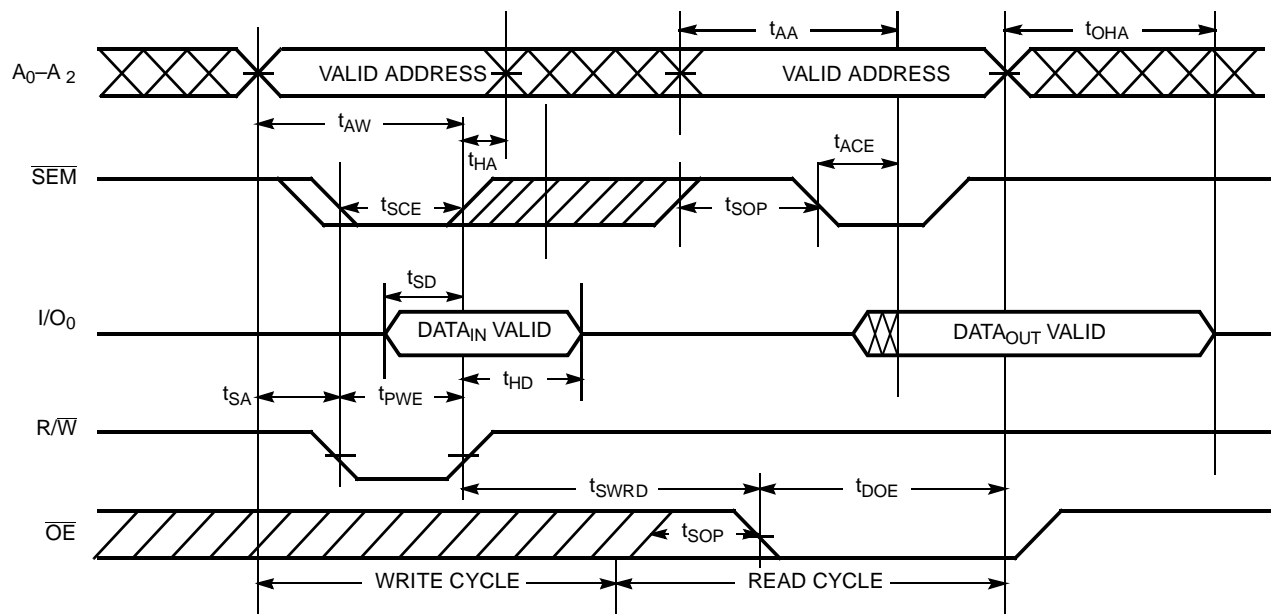 tAA
tOHA
A0–A2
VALID ADDRESS
VALID ADDRESS
tAW
tHA
tACE
SEM
tSCE
tSOP
tSD
I/O0
DATAIN VALID
DATAOUT VALID
tSA
tPWE
tHD
R/W
tSWRD
tDOE
OE
tSOP
WRITE CYCLE
READ CYCLE